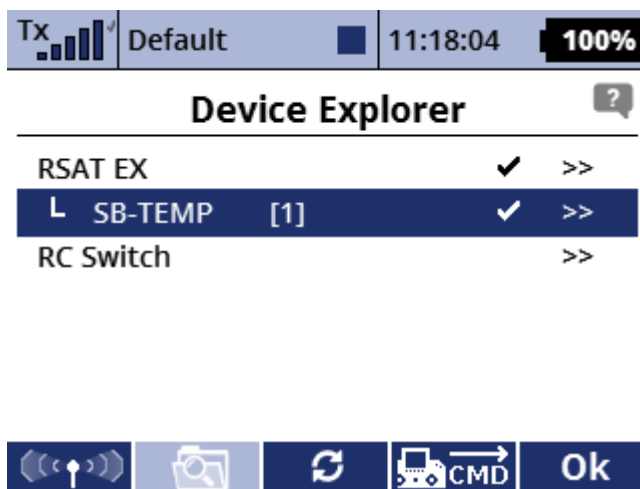 Tx Default 11:18:04 100%
Device Explorer ?
RSAT EX >>
SB-TEMP [1] >>
RC Switch >>
CMD Ok